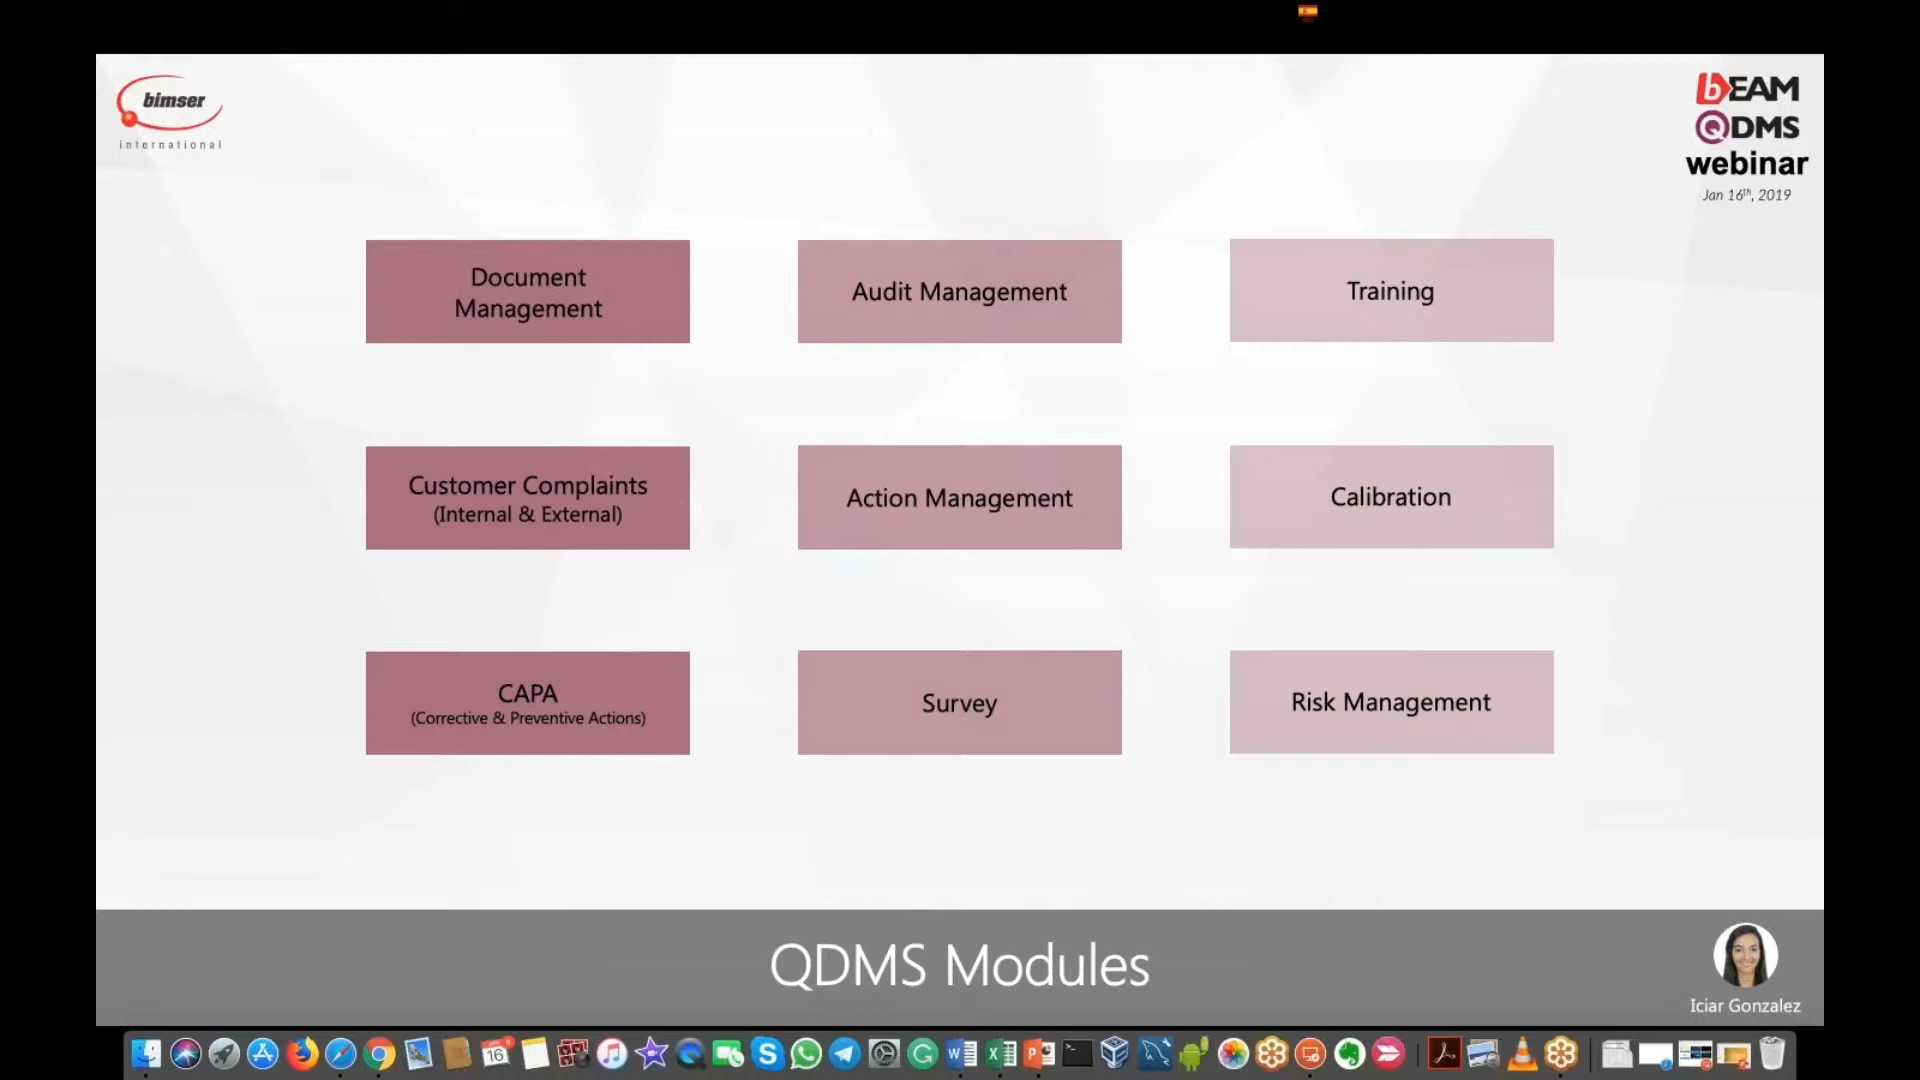 bimser
international
bEAM
QDMS
webinar
Jan 16th, 2019
Document
Management
Audit Management
Training
Customer Complaints
(Internal & External)
Action Management
Calibration
CAPA
(Corrective & Preventive Actions)
Survey
Risk Management
QDMS Modules
Iciar Gonzalez
16